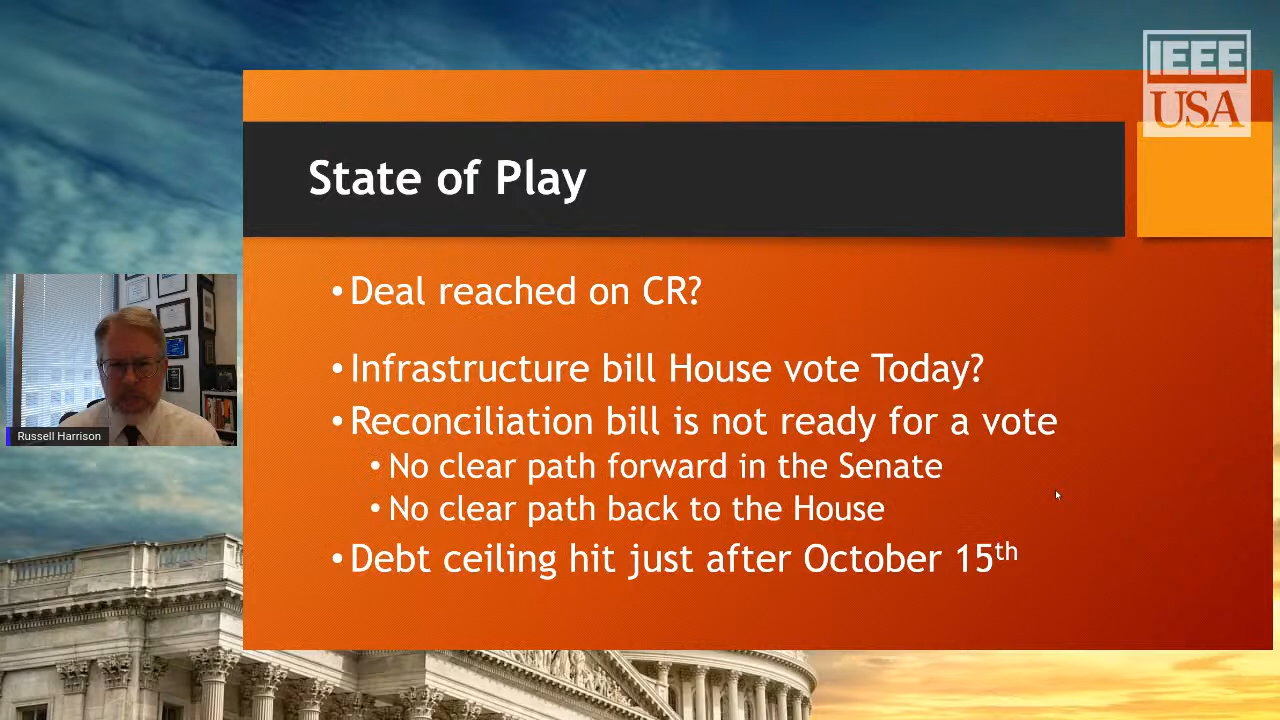 IEEE
USA
State of Play
•Deal reached on CR?
•Infrastructure bill House vote Today?
•Reconciliation bill is not ready for a vote
•No clear path forward in the Senate
•No clear path back to the House
•Debt ceiling hit just after October 15th
Russell Harrison